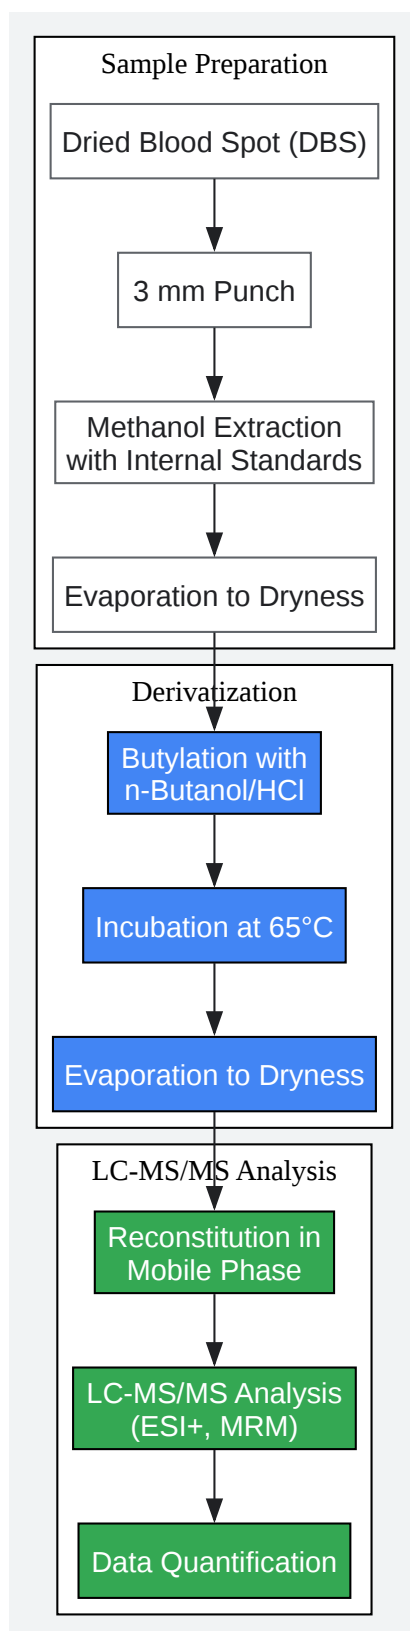 Sample Preparation
Dried Blood Spot (DBS)
3 mm Punch
Methanol Extraction
with Internal Standards
Evaporation to Dryness
Derivatization
Butylation with
n-Butanol/HCl
Incubation at 65°C
Evaporation to Dryness
LC-MS/MS Analysis
Reconstitution in
Mobile Phase
LC-MS/MS Analysis
(ESI+, MRM)
Data Quantification